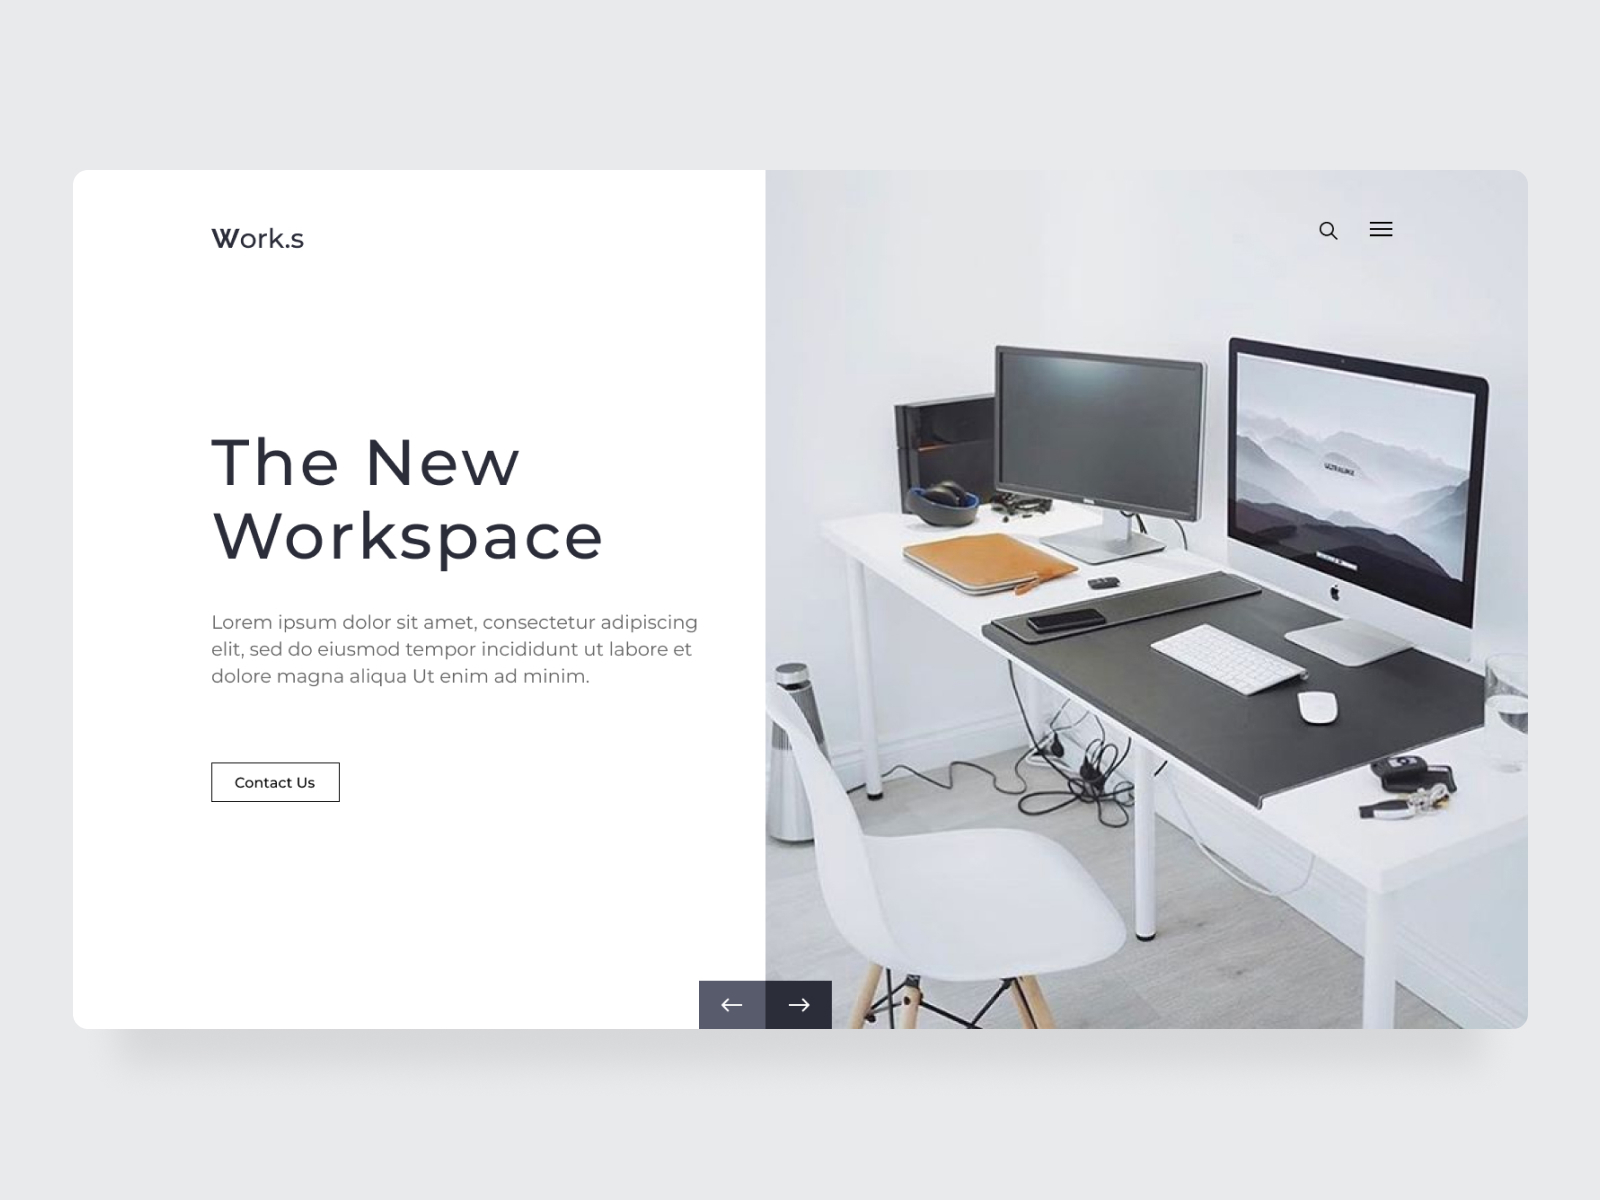 Work.s
The New
Workspace
Lorem ipsum dolor sit amet, consectetur adipiscing
elit, sed do eiusmod tempor incididunt ut labore et
dolore magna aliqua Ut enim ad minim.
Contact Us